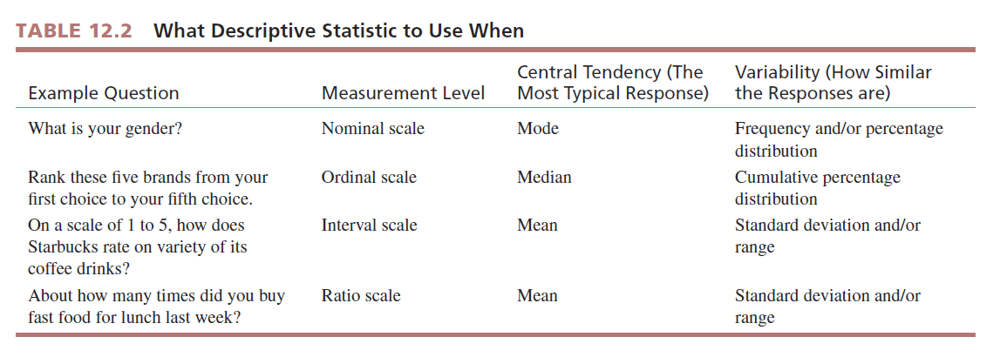 TABLE 12.2 What Descriptive Statistic to Use When
Example Question
Measurement Level
Central Tendency (The
Most Typical Response)
Variability (How Similar
the Responses are)
What is your gender?
Nominal scale
Mode
Frequency and/or percentage
distribution
Rank these five brands from your
first choice to your fifth choice.
Ordinal scale
Median
Cumulative percentage
distribution
On a scale of 1 to 5, how does
Starbucks rate on variety of its
coffee drinks?
Interval scale
Mean
Standard deviation and/or
range
About how many times did you buy
fast food for lunch last week?
Ratio scale
Mean
Standard deviation and/or
range